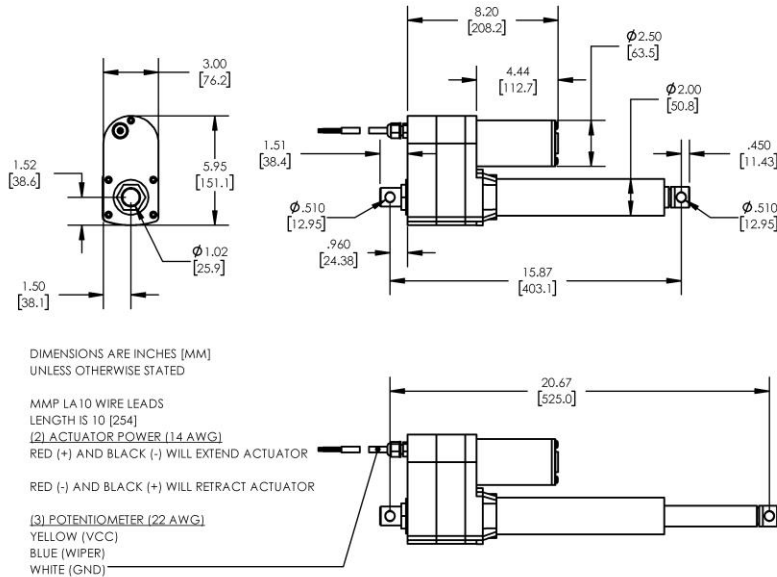 8.20
[208.2]
Ø2.50
[63.5]
3.00
[76.2]
4.44
[112.7]
Ø2.00
[50.8]
1.52
[38.6]
5.95
[151.1]
1.51
[38.4]
.450
[11.43]
Ø.510
[12.95]
Ø.510
[12.95]
Ø1.02
[25.9]
.960
[24.38]
15.87
[403.1]
1.50
[38.1]
DIMENSIONS ARE INCHES [MM]
UNLESS OTHERWISE STATED
MMP LA10 WIRE LEADS
LENGTH IS 10 [254]
(2) ACTUATOR POWER (14 AWG)
RED (+) AND BLACK (-) WILL EXTEND ACTUATOR
RED (-) AND BLACK (+) WILL RETRACT ACTUATOR
(3) POTENTIOMETER (22 AWG)
YELLOW (VCC)
BLUE (WIPER)
WHITE (GND)
20.67
[525.0]